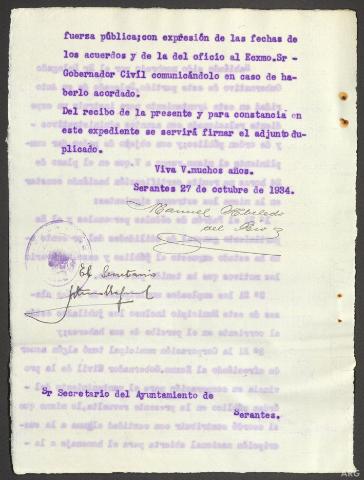 fuerza pública;con expresión de las fechas de
los acuerdos y de la del oficio al Ecxmo.Sr -
Gobernador Civil comunicándolo en caso de ha-
berlo acordado.
Del recibo de la presente y para constancia en
este expediente se servirá firmar el adjunto du-
plicado.
Viva V.muchos años.
Serantes 27 de octubre de 1934.
Manuel
del Rio
El Secretario
Sr Secretario del Ayuntamiento de
Serantes.
ARG